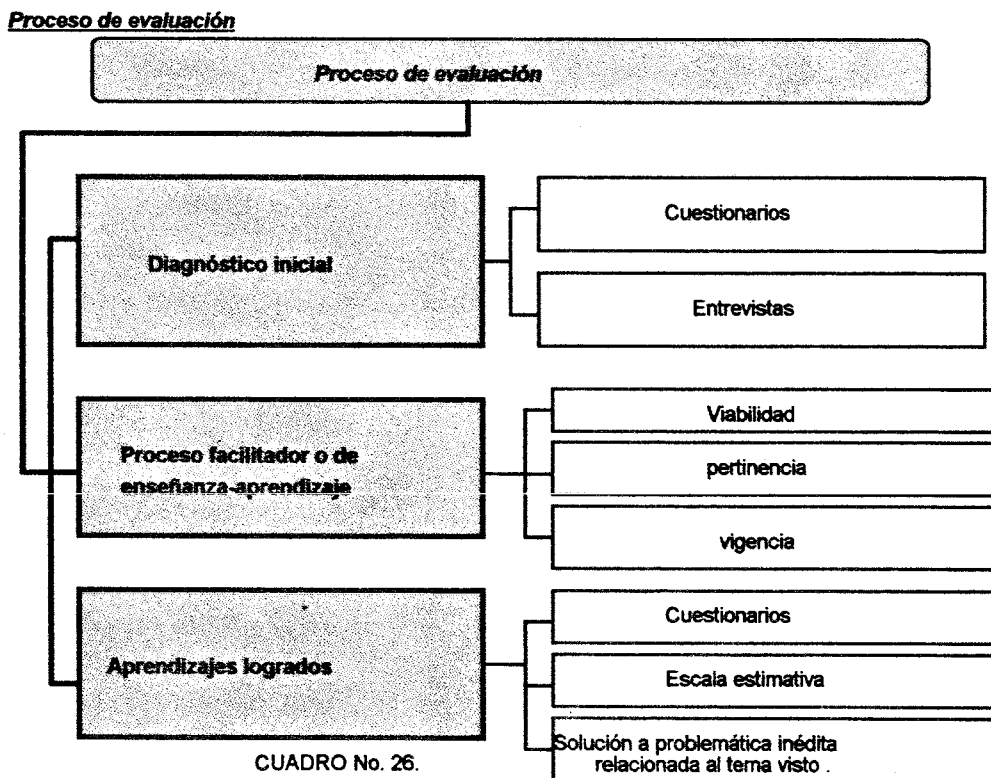 Proceso de evaluación
Proceso de evaluación
Diagnóstico inicial
Cuestionarios
Entrevistas
Proceso facilitador o de
enseñanza-aprendizaje
Viabilidad
pertinencia
vigencia
Aprendizajes logrados
Cuestionarios
Escala estimativa
Solución a problemática inédita
relacionada al tema visto .
CUADRO No. 26.